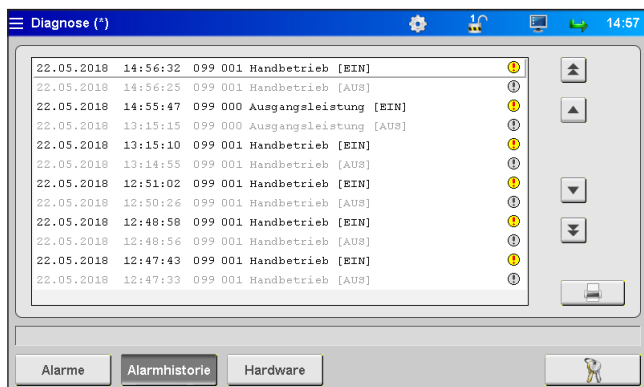 Diagnose (*) 14:57
22.05.2018 14:56:32 099 001 Handbetrieb [EIN]
22.05.2018 14:56:25 099 001 Handbetrieb [AUS]
22.05.2018 14:55:47 099 000 Ausgangsleistung [EIN]
22.05.2018 13:15:15 099 000 Ausgangsleistung [AUS]
22.05.2018 13:15:10 099 001 Handbetrieb [EIN]
22.05.2018 13:14:55 099 001 Handbetrieb [AUS]
22.05.2018 12:51:02 099 001 Handbetrieb [EIN]
22.05.2018 12:50:26 099 001 Handbetrieb [AUS]
22.05.2018 12:48:58 099 001 Handbetrieb [EIN]
22.05.2018 12:48:56 099 001 Handbetrieb [AUS]
22.05.2018 12:47:43 099 001 Handbetrieb [EIN]
22.05.2018 12:47:33 099 001 Handbetrieb [AUS]
Alarme Alarmhistorie Hardware